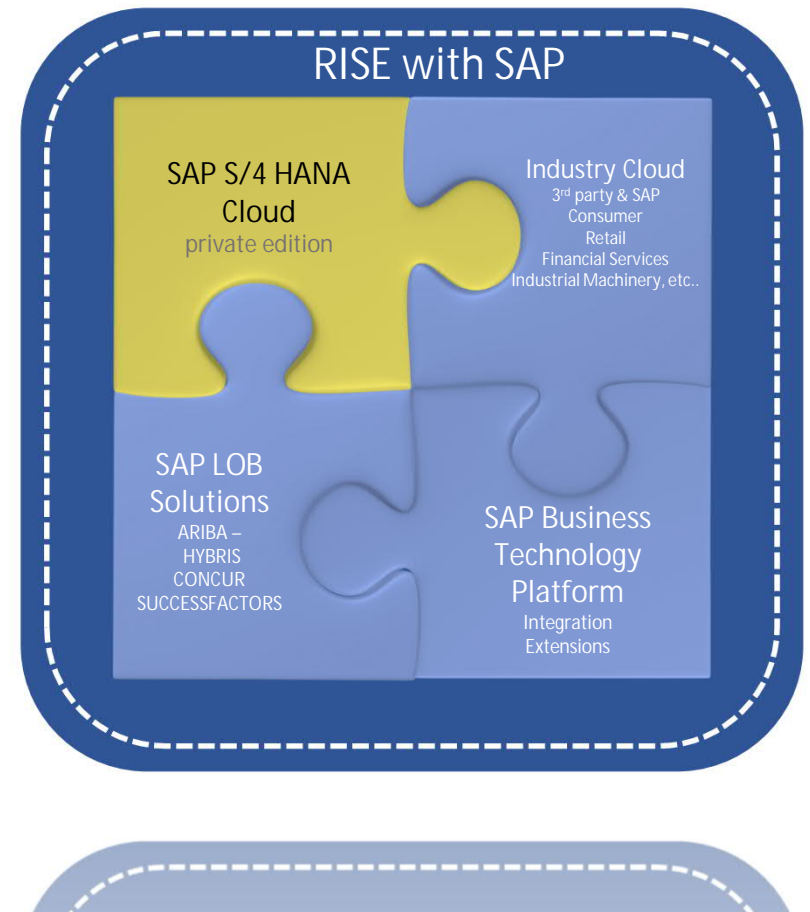 RISE with SAP
SAP S/4 HANA
Cloud
private edition
Industry Cloud
3rd party & SAP
Consumer
Retail
Financial Services
Industrial Machinery, etc..
SAP LOB
Solutions
ARIBA –
HYBRIS
CONCUR
SUCCESSFACTORS
SAP Business
Technology
Platform
Integration
Extensions